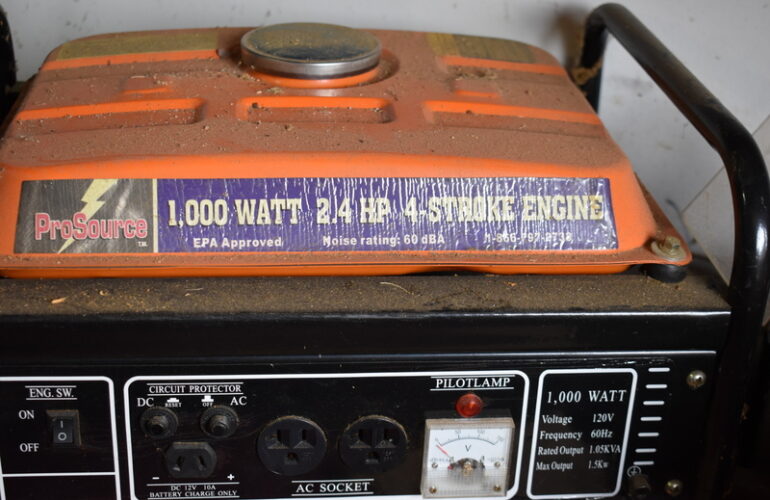 ProSource
T.M.
1,000 WATT 2.4 HP 4-STROKE ENGINE
EPA Approved Noise rating: 60 dBA
ENG. SW.
ON
OFF
CIRCUIT PROTECTOR
DC RESET OFF AC
- +
DC 12V 10A
BATTERY CHARGE ONLY
AC SOCKET
PILOTLAMP
V
1,000 WATT
Voltage 120V
Frequency 60Hz
Rated Output 1.05KVA
Max Output 1.5Kw